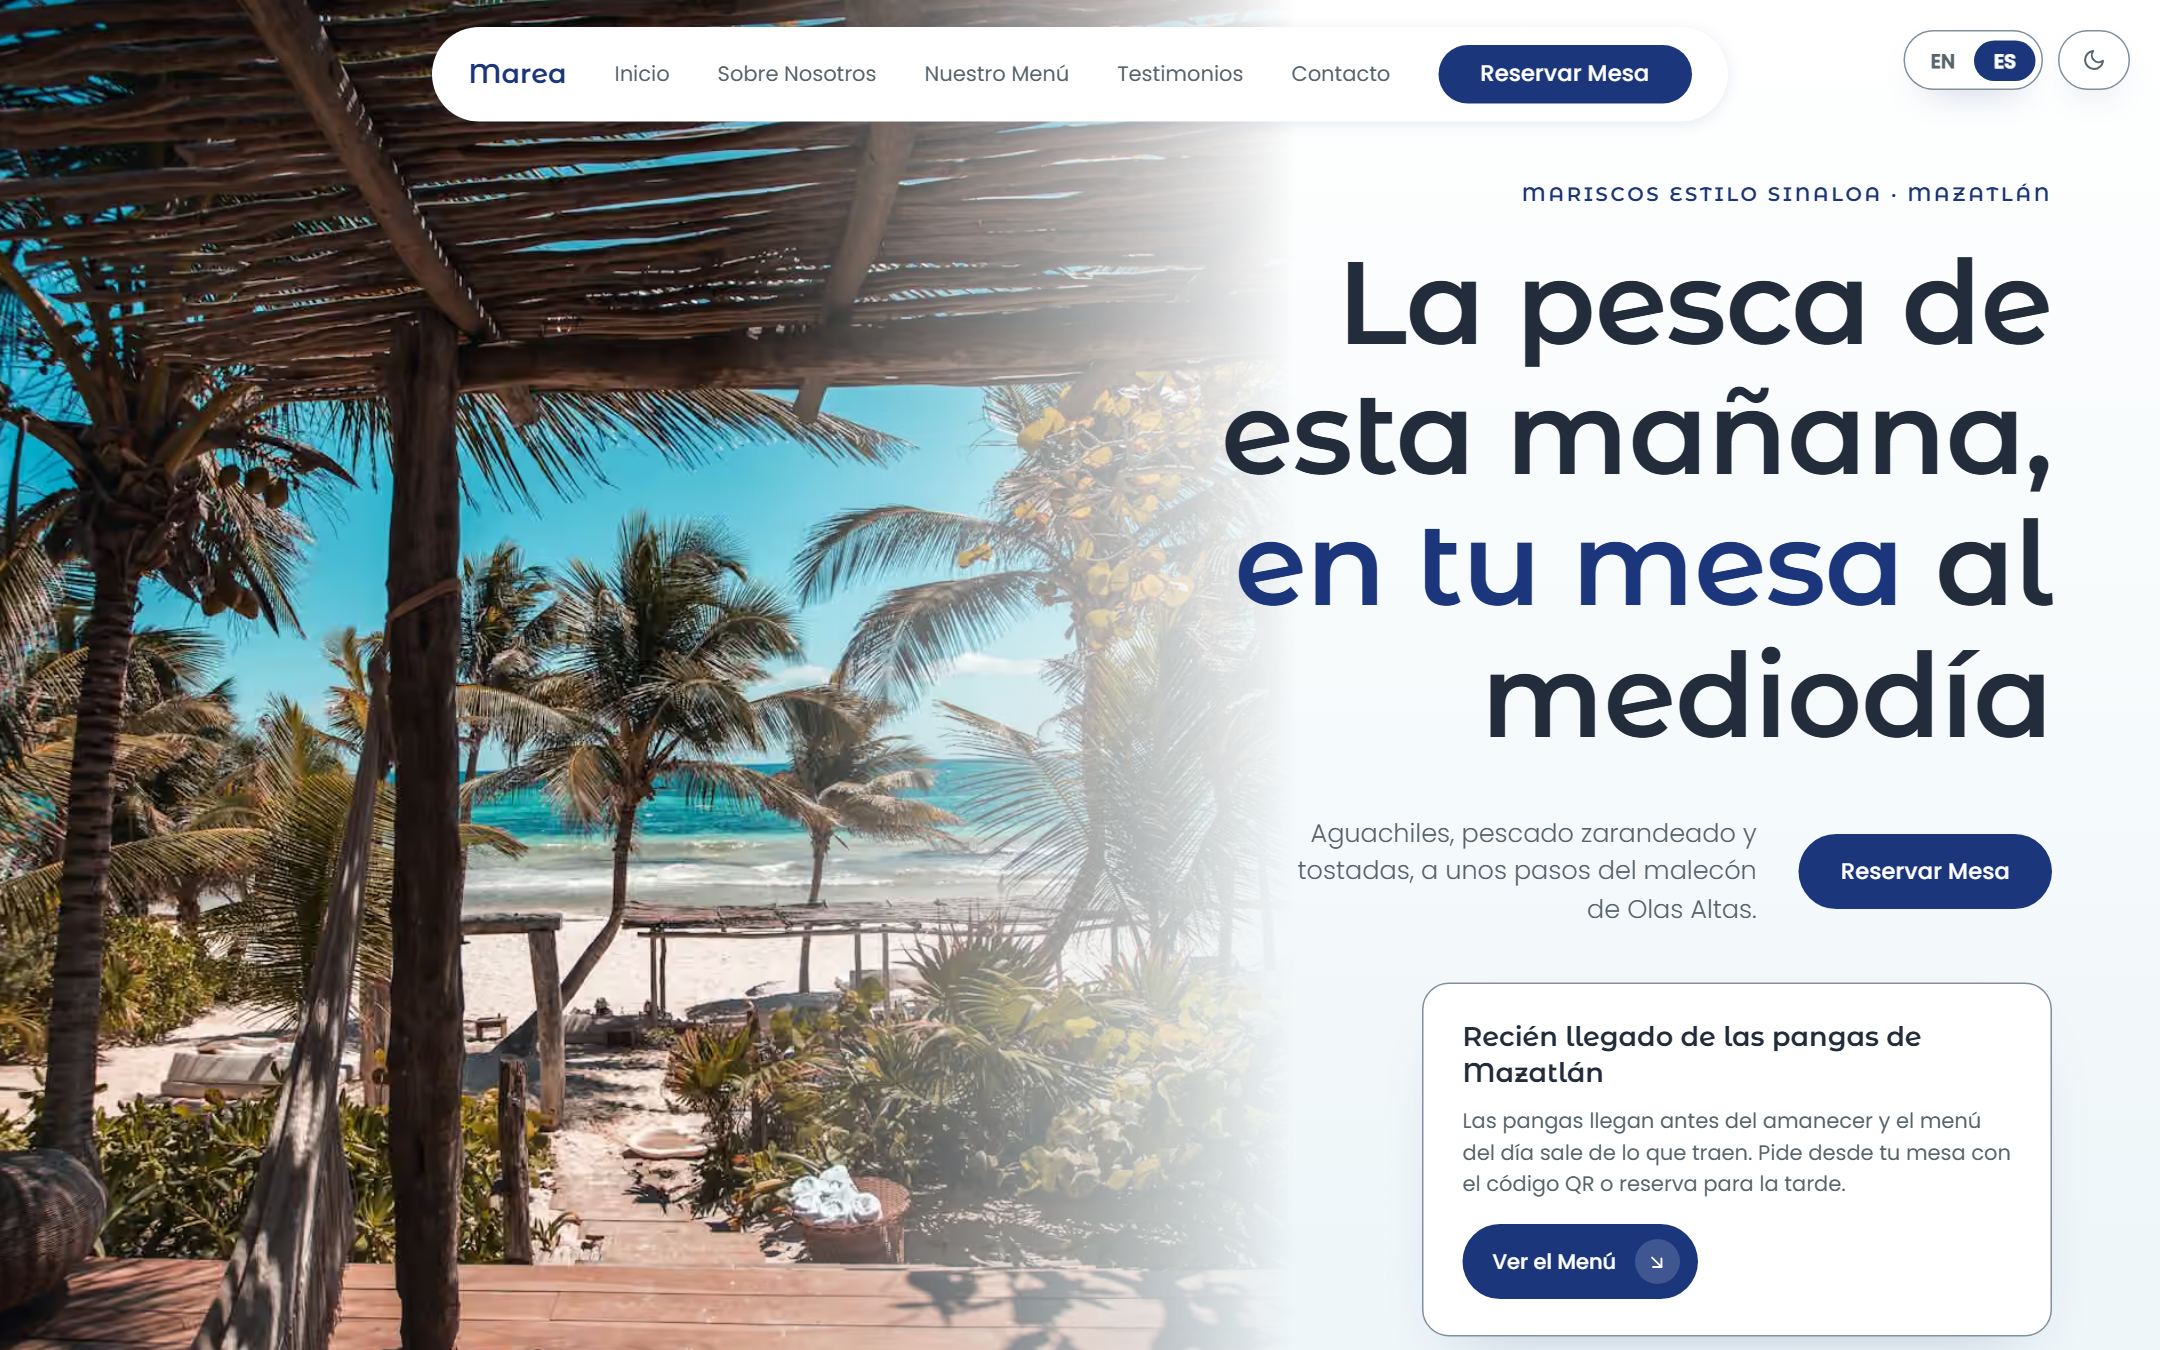 Marea
Inicio
Sobre Nosotros
Nuestro Menú
Testimonios
Contacto
Reservar Mesa
EN
ES
MARISCOS ESTILO SINALOA · MAZATLÁN
La pesca de
esta mañana,
en tu mesa al
mediodía
Aguachiles, pescado zarandeado y
tostadas, a unos pasos del malecón
de Olas Altas.
Reservar Mesa
Recién llegado de las pangas de
Mazatlán
Las pangas llegan antes del amanecer y el menú
del día sale de lo que traen. Pide desde tu mesa con
el código QR o reserva para la tarde.
Ver el Menú